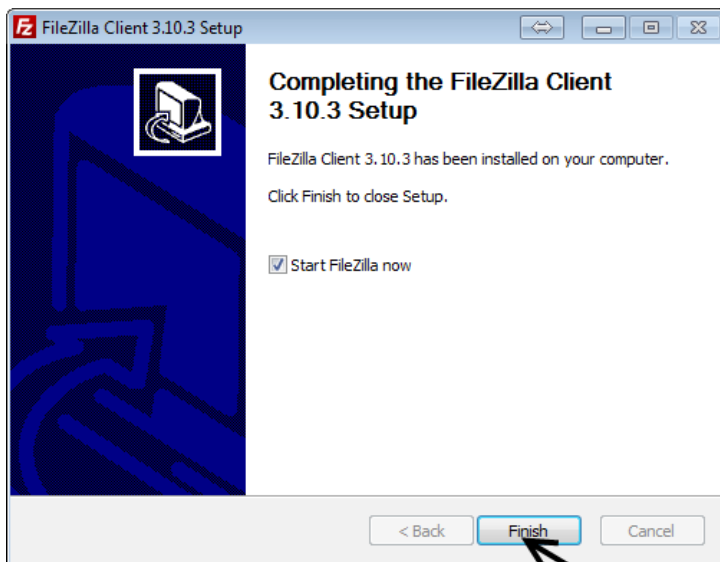 FileZilla Client 3.10.3 Setup
Completing the FileZilla Client
3.10.3 Setup
FileZilla Client 3.10.3 has been installed on your computer.
Click Finish to close Setup.
Start FileZilla now
< Back
Finish
Cancel